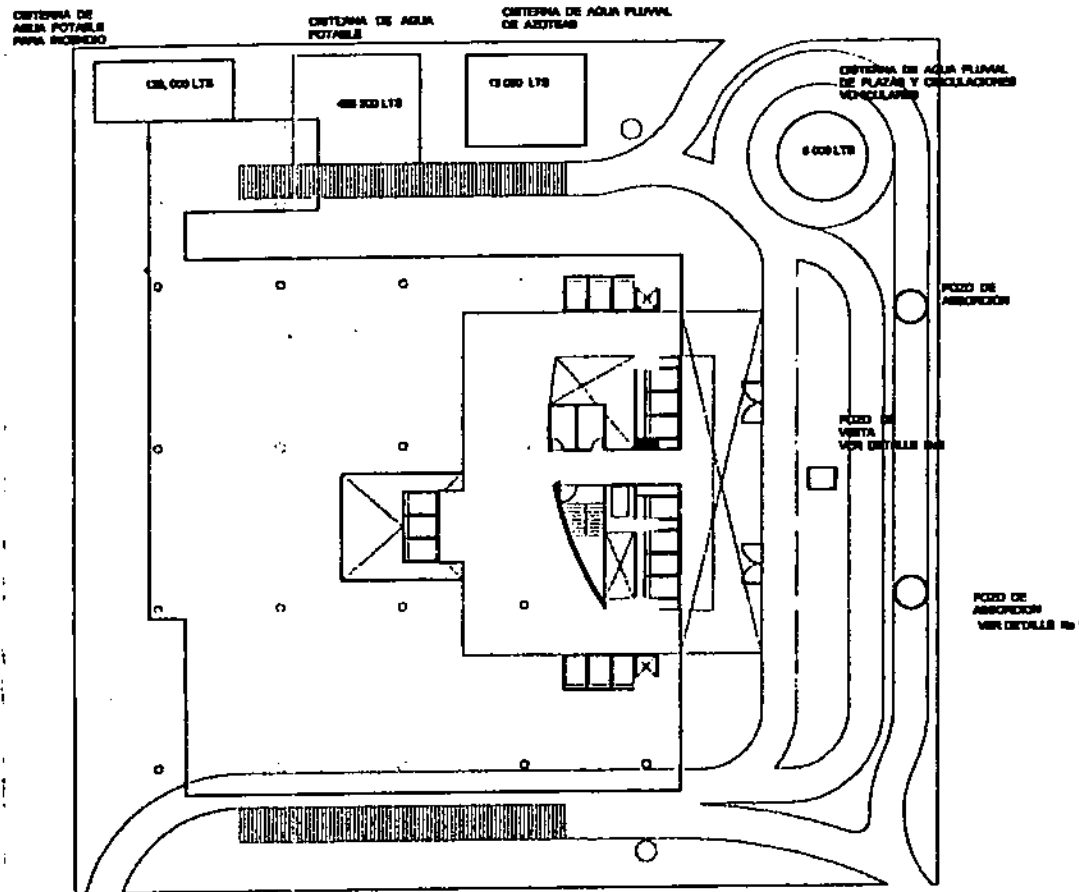 CISTERNA DE
AGUA POTABLE
PARA INCENDIO
CISTERNA DE AGUA
POTABLE
CISTERNA DE AGUA PLUVIAL
DE AZOTEAS
LTS
LTS
LTS
CISTERNA DE AGUA PLUVIAL
DE PLAZAS Y CIRCULACIONES
VEHICULARES
LTS
POZO DE
ABSORCIÓN
POZO DE
VISITA
VER DETALLE
POZO DE
ABSORCION
VER DETALLE No